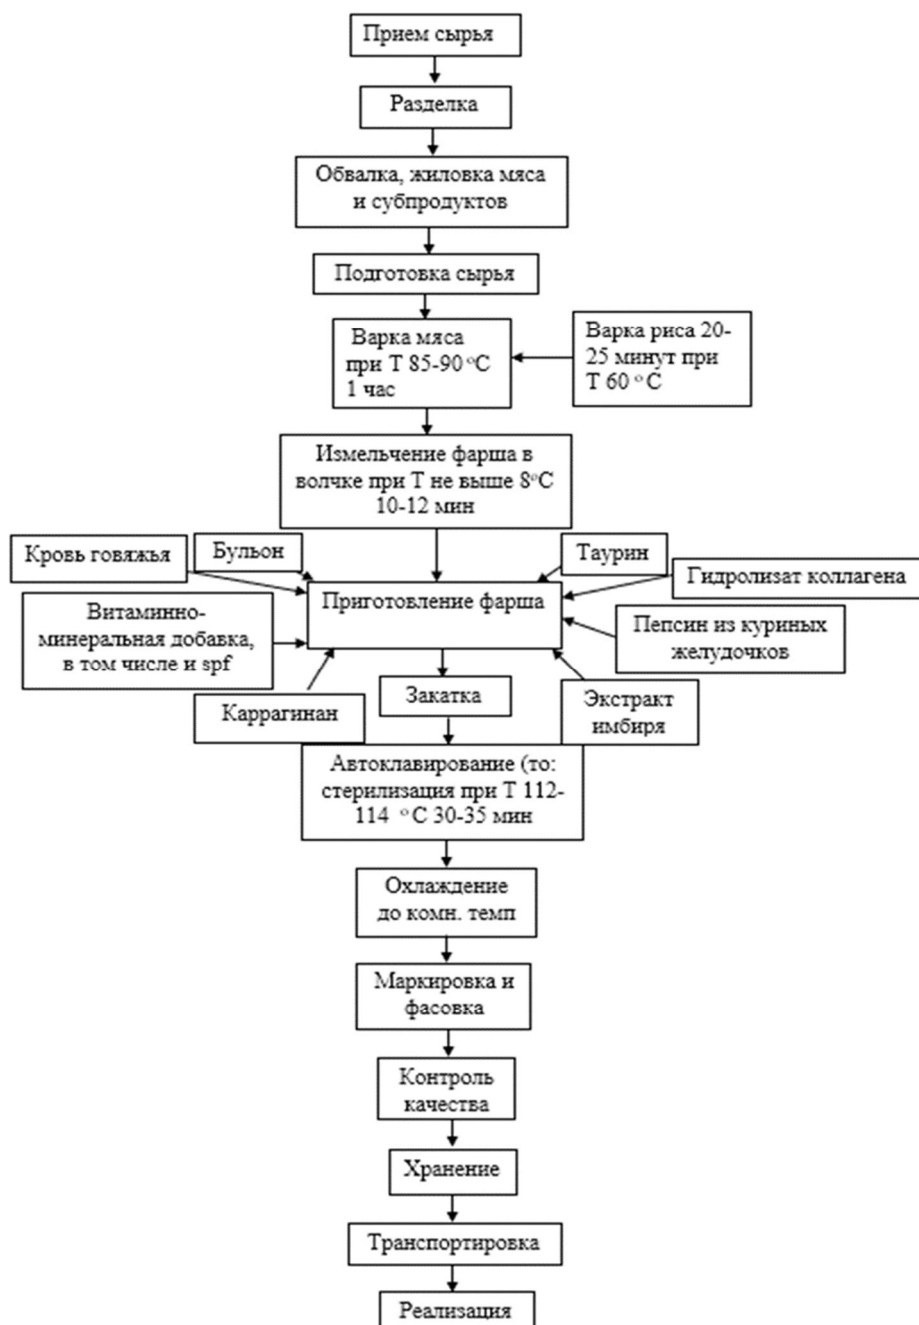 Прием сырья
Разделка
Обвалка, жиловка мяса
и субпродуктов
Подготовка сырья
Варка мяса
при Т 85-90 °С
1 час
Варка риса 20-
25 минут при
Т 60 °С
Измельчение фарша в
волчке при Т не выше 8°С
10-12 мин
Кровь говяжья
Бульон
Таурин
Гидролизат коллагена
Приготовление фарша
Витаминно-
минеральная добавка,
в том числе и spf
Пепсин из куриных
желудочков
Каррагинан
Закатка
Экстракт
имбиря
Автоклавирование (то:
стерилизация при Т 112-
114 °С 30-35 мин
Охлаждение
до комн. темп
Маркировка и
фасовка
Контроль
качества
Хранение
Транспортировка
Реализация